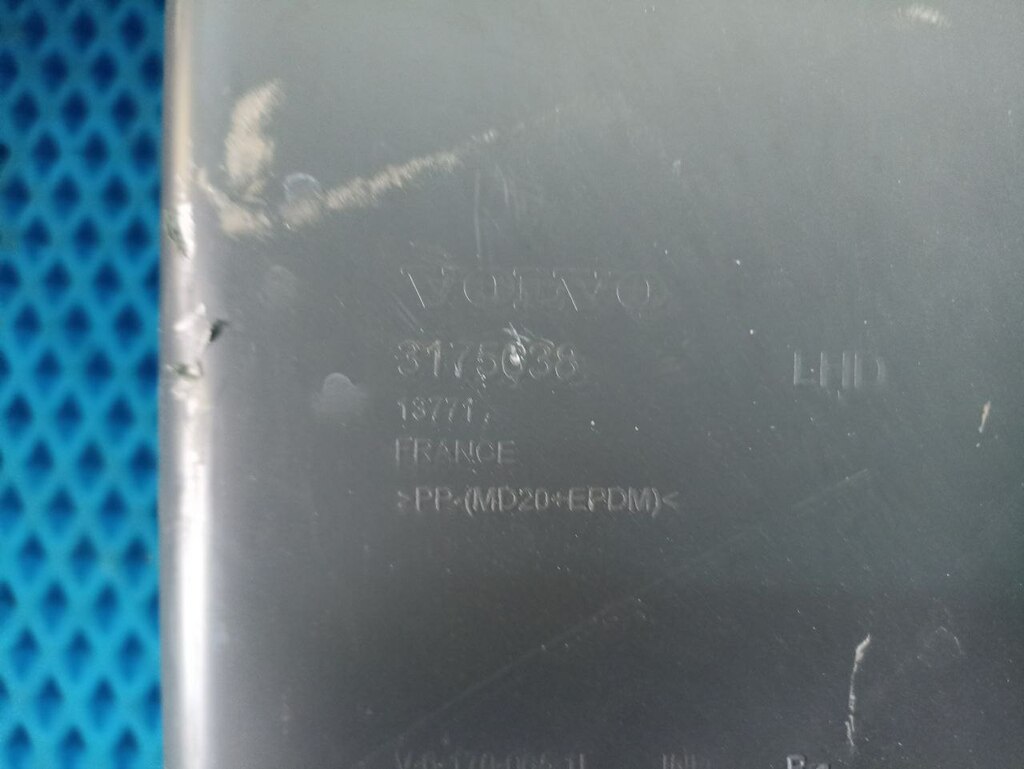 VOLVO
3175038
LHD
FRANCE
>PP-(MD20+EPDM)<